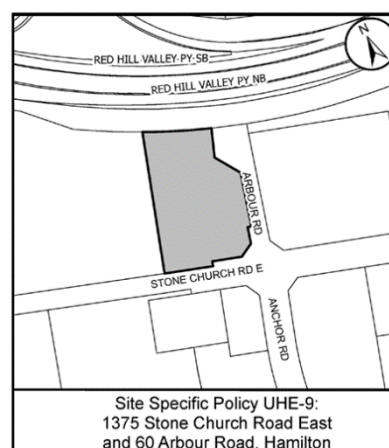 N
RED HILL VALLEY PY SB
RED HILL VALLEY PY NB
ARBOUR RD
STONE CHURCH RD E
ANCHOR RD
Site Specific Policy UHE-9:
1375 Stone Church Road East
and 60 Arbour Road, Hamilton